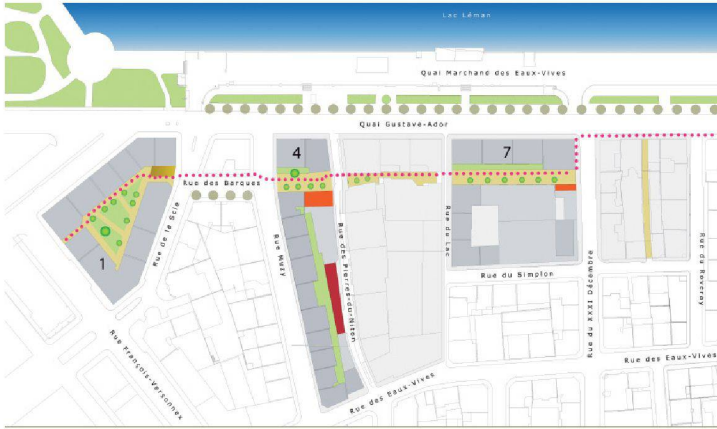 Lac Léman
Quai Marchand des Eaux-Vives
Quai Gustave-Ador
4
7
Rue des Barques
1
Rue de la Scie
Rue Muzy
Rue des Pierres-du-Niton
Rue du Lac
Rue du Simplon
Rue du XXXI Décembre
Rue du Roveray
Rue François-Versonnex
Rue des Eaux-Vives
Rue des Eaux-Vives